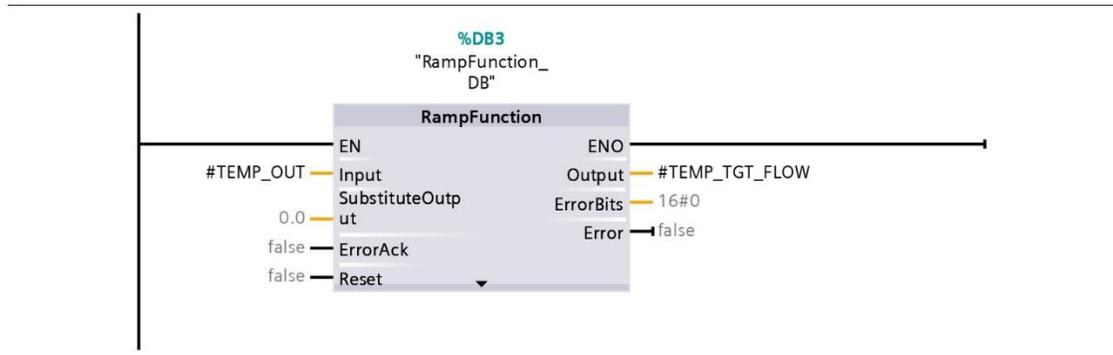 %DB3
"RampFunction_
DB"
RampFunction
EN
ENO
#TEMP_OUT
Input
Output
#TEMP_TGT_FLOW
SubstituteOutp
ut
0.0
ErrorBits
16#0
Error
false
false
ErrorAck
false
Reset